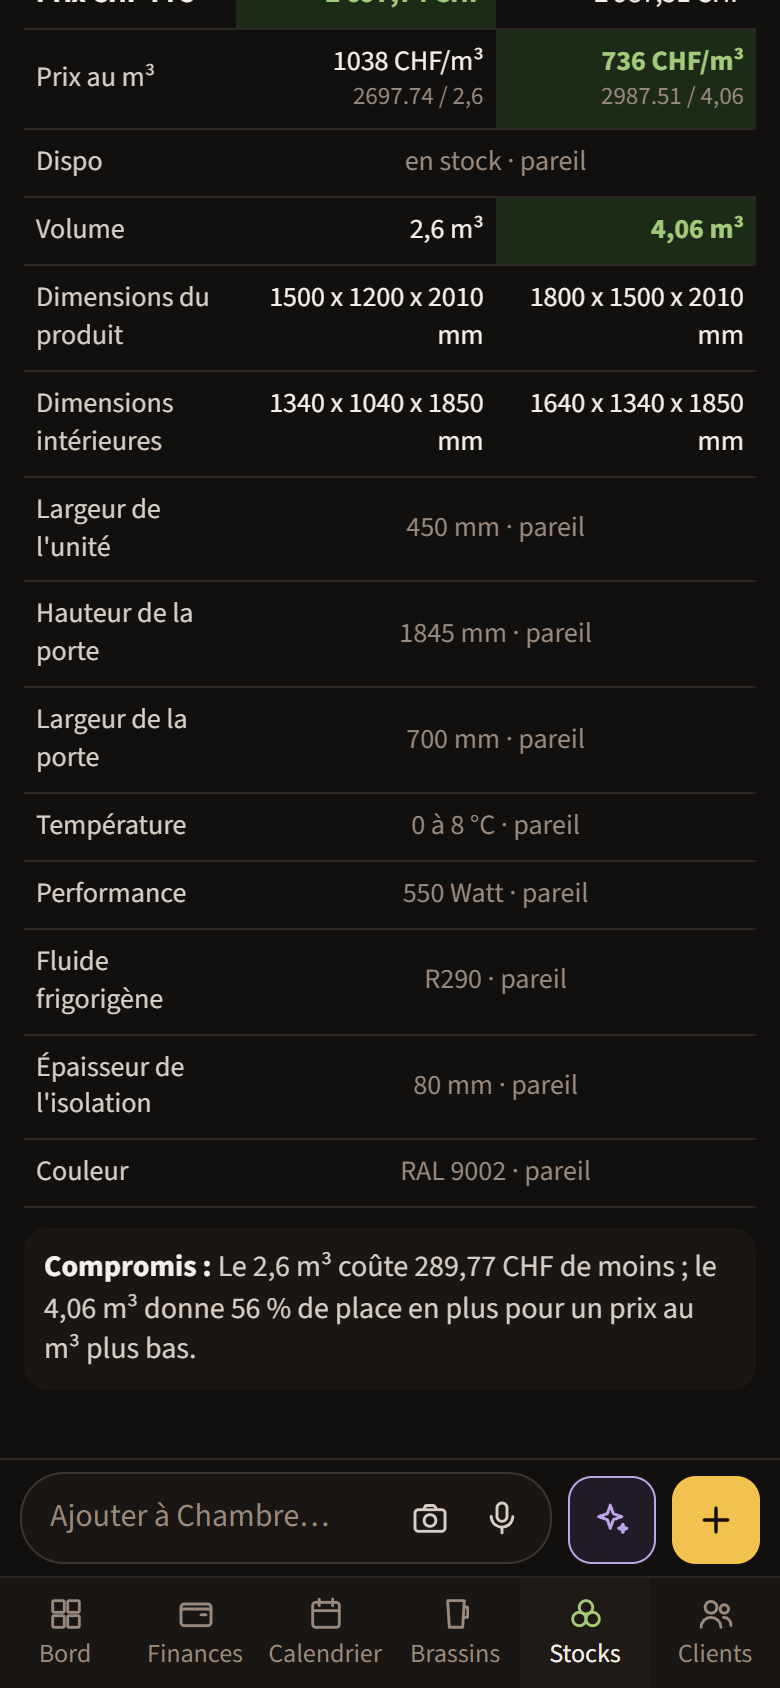 Prix au m³
1038 CHF/m³
2697.74 / 2,6
736 CHF/m³
2987.51 / 4,06
Dispo
en stock · pareil
Volume
2,6 m³
4,06 m³
Dimensions du
produit
1500 x 1200 x 2010
mm
1800 x 1500 x 2010
mm
Dimensions
intérieures
1340 x 1040 x 1850
mm
1640 x 1340 x 1850
mm
Largeur de
l'unité
450 mm · pareil
Hauteur de la
porte
1845 mm · pareil
Largeur de la
porte
700 mm · pareil
Température
0 à 8 °C · pareil
Performance
550 Watt · pareil
Fluide
frigorigène
R290 · pareil
Épaisseur de
l'isolation
80 mm · pareil
Couleur
RAL 9002 · pareil
Compromis : Le 2,6 m³ coûte 289,77 CHF de moins ; le
4,06 m³ donne 56 % de place en plus pour un prix au
m³ plus bas.
Ajouter à Chambre…
Bord
Finances
Calendrier
Brassins
Stocks
Clients